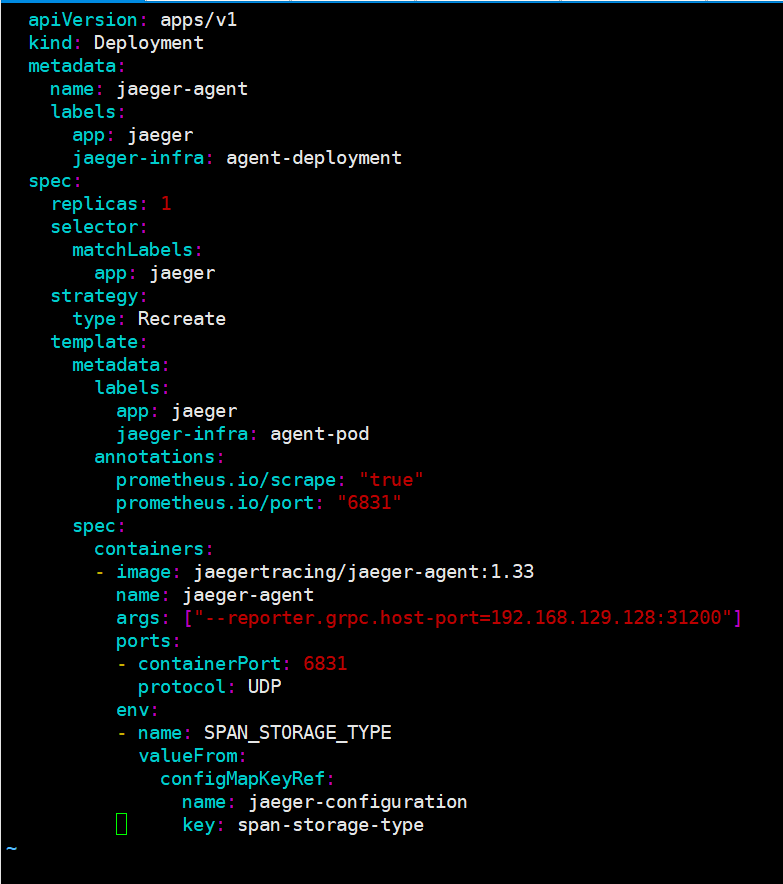 apiVersion: apps/v1
kind: Deployment
metadata:
  name: jaeger-agent
  labels:
    app: jaeger
    jaeger-infra: agent-deployment
spec:
  replicas: 1
  selector:
    matchLabels:
      app: jaeger
  strategy:
    type: Recreate
  template:
    metadata:
      labels:
        app: jaeger
        jaeger-infra: agent-pod
      annotations:
        prometheus.io/scrape: "true"
        prometheus.io/port: "6831"
    spec:
      containers:
      - image: jaegertracing/jaeger-agent:1.33
        name: jaeger-agent
        args: ["--reporter.grpc.host-port=192.168.129.128:31200"]
        ports:
        - containerPort: 6831
          protocol: UDP
        env:
        - name: SPAN_STORAGE_TYPE
          valueFrom:
            configMapKeyRef:
              name: jaeger-configuration
              key: span-storage-type
~